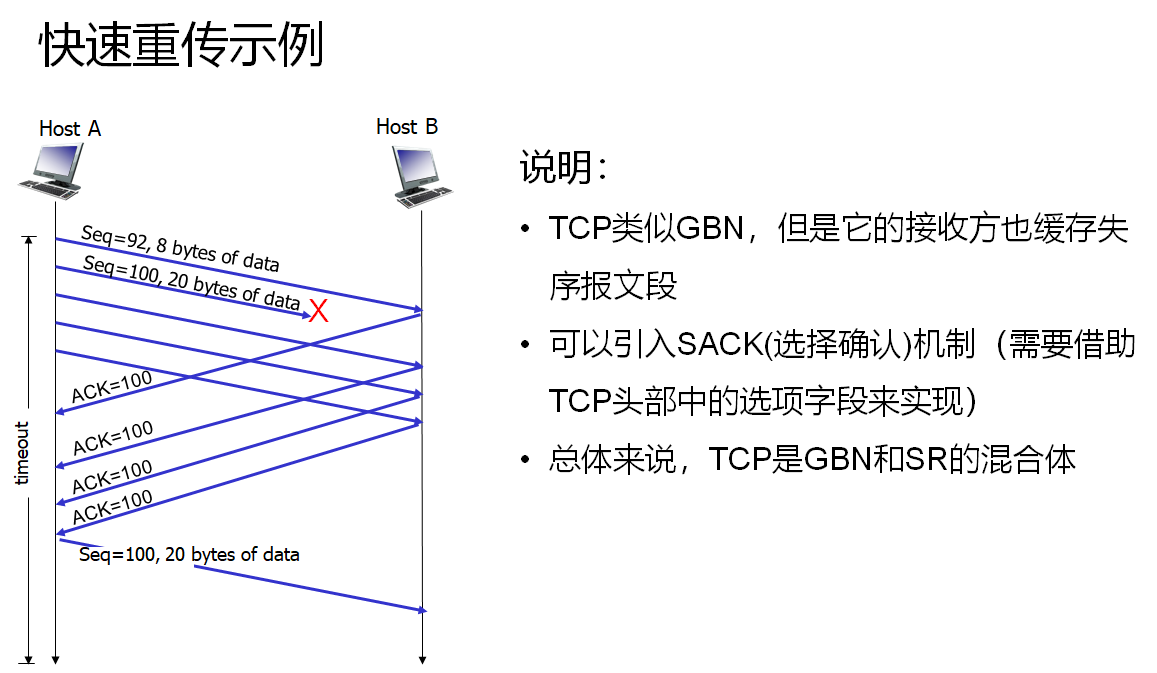 快速重传示例
Host A
Host B
Seq=92, 8 bytes of data
Seq=100, 20 bytes of data
X
ACK=100
ACK=100
ACK=100
ACK=100
timeout
Seq=100, 20 bytes of data
说明：
• TCP类似GBN，但是它的接收方也缓存失
序报文段
• 可以引入SACK(选择确认)机制（需要借助
TCP头部中的选项字段来实现）
• 总体来说，TCP是GBN和SR的混合体